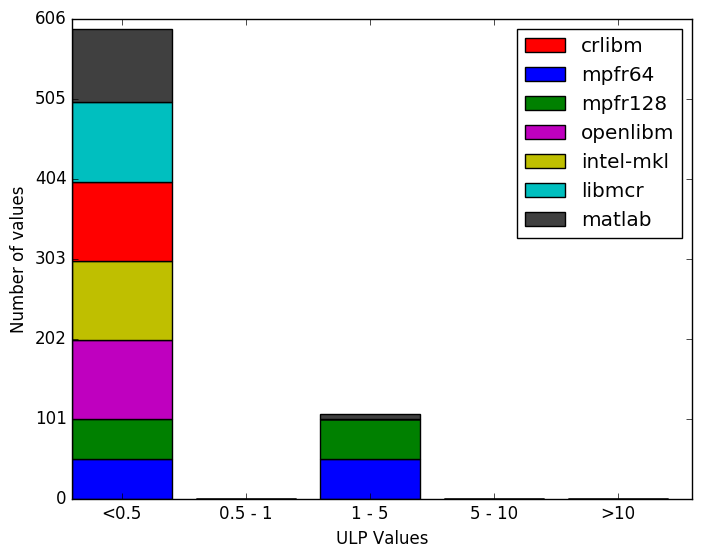 606
505
404
303
202
101
0
Number of values
<0.5
0.5 - 1
1 - 5
5 - 10
>10
ULP Values
crlibm
mpfr64
mpfr128
openlibm
intel-mkl
libmcr
matlab